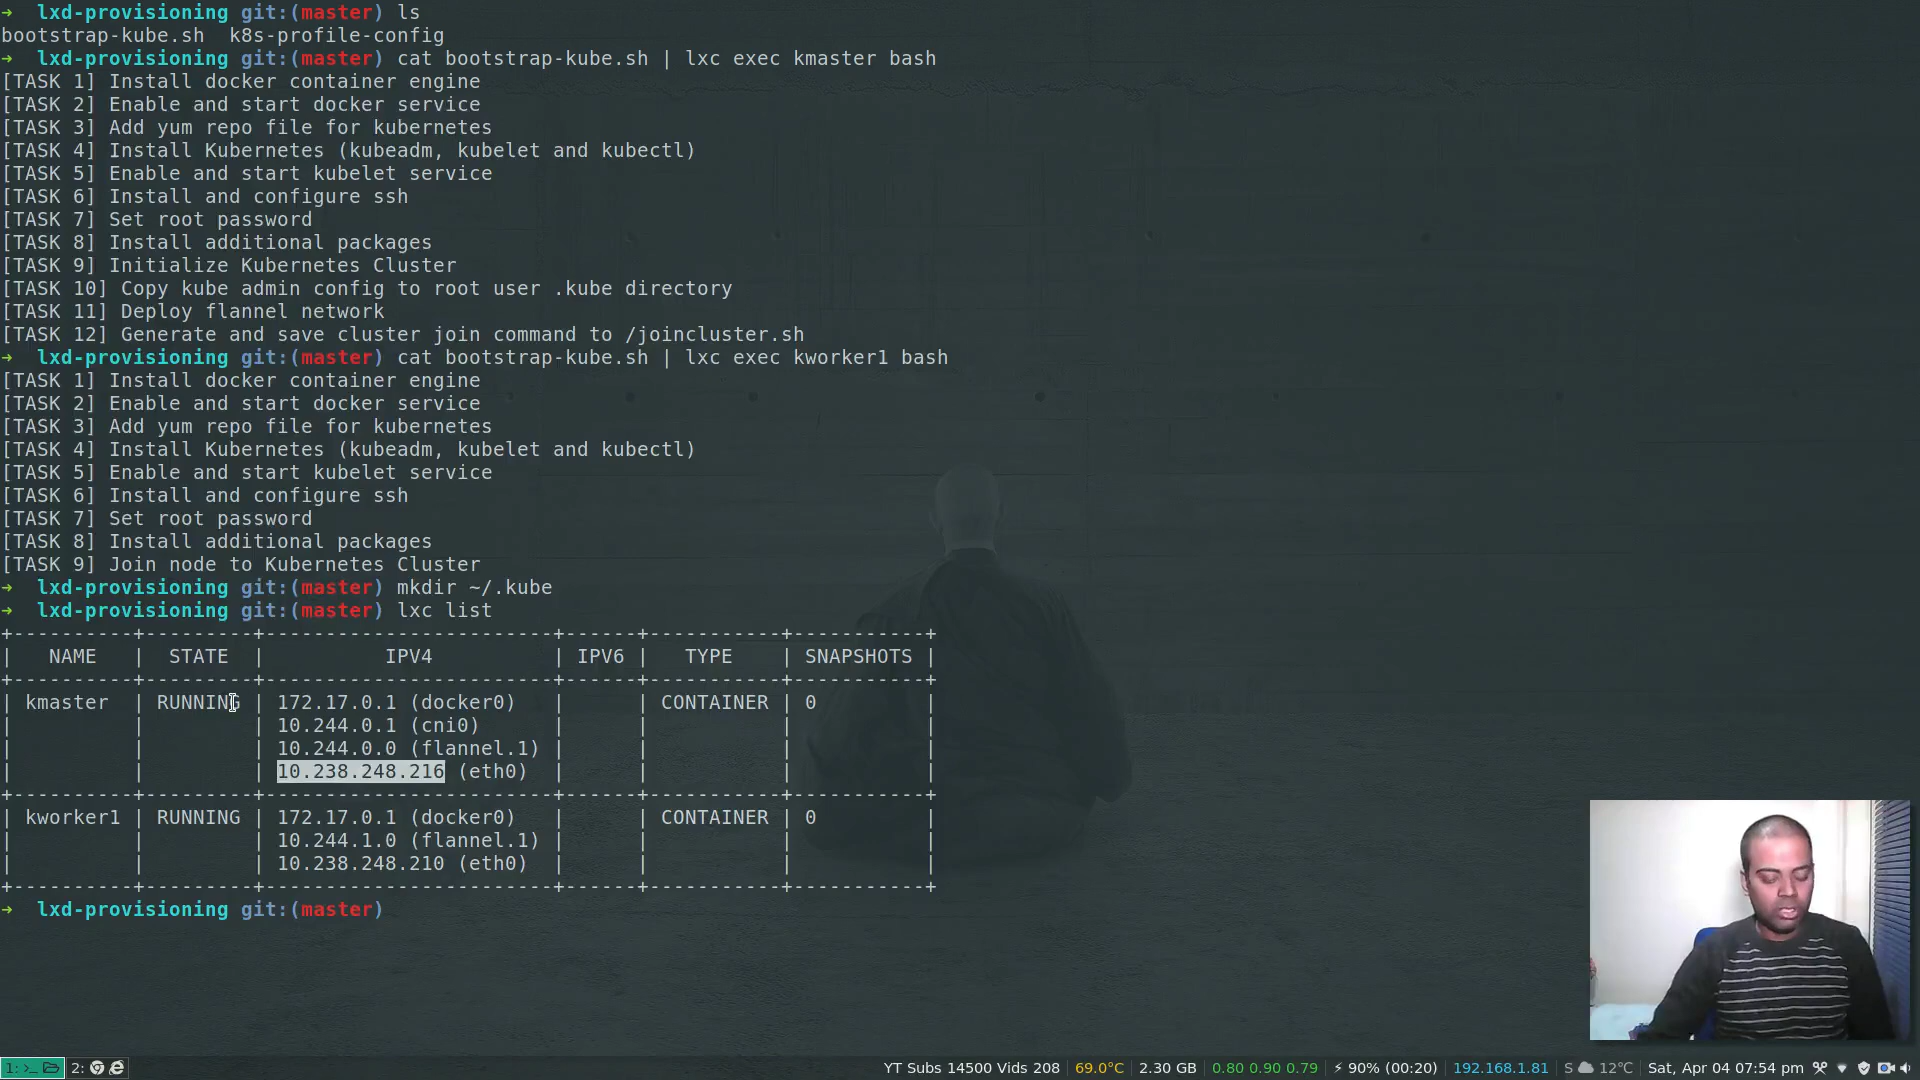 → lxd-provisioning git:(master) ls
bootstrap-kube.sh k8s-profile-config
→ lxd-provisioning git:(master) cat bootstrap-kube.sh | lxc exec kmaster bash
[TASK 1] Install docker container engine
[TASK 2] Enable and start docker service
[TASK 3] Add yum repo file for kubernetes
[TASK 4] Install Kubernetes (kubeadm, kubelet and kubectl)
[TASK 5] Enable and start kubelet service
[TASK 6] Install and configure ssh
[TASK 7] Set root password
[TASK 8] Install additional packages
[TASK 9] Initialize Kubernetes Cluster
[TASK 10] Copy kube admin config to root user .kube directory
[TASK 11] Deploy flannel network
[TASK 12] Generate and save cluster join command to /joincluster.sh
→ lxd-provisioning git:(master) cat bootstrap-kube.sh | lxc exec kworker1 bash
[TASK 1] Install docker container engine
[TASK 2] Enable and start docker service
[TASK 3] Add yum repo file for kubernetes
[TASK 4] Install Kubernetes (kubeadm, kubelet and kubectl)
[TASK 5] Enable and start kubelet service
[TASK 6] Install and configure ssh
[TASK 7] Set root password
[TASK 8] Install additional packages
[TASK 9] Join node to Kubernetes Cluster
→ lxd-provisioning git:(master) mkdir ~/.kube
→ lxd-provisioning git:(master) lxc list
+----------+---------+------------------------+------+-----------+-----------+
| NAME | STATE | IPV4 | IPV6 | TYPE | SNAPSHOTS |
+----------+---------+------------------------+------+-----------+-----------+
| kmaster | RUNNING | 172.17.0.1 (docker0) | | CONTAINER | 0 |
| | | 10.244.0.1 (cni0) | | | |
| | | 10.244.0.0 (flannel.1) | | | |
| | | 10.238.248.216 (eth0) | | | |
+----------+---------+------------------------+------+-----------+-----------+
| kworker1 | RUNNING | 172.17.0.1 (docker0) | | CONTAINER | 0 |
| | | 10.244.1.0 (flannel.1) | | | |
| | | 10.238.248.210 (eth0) | | | |
+----------+---------+------------------------+------+-----------+-----------+
→ lxd-provisioning git:(master)
1: 2: YT Subs 14500 Vids 208 | 69.0°C | 2.30 GB | 0.80 0.90 0.79 | ⚡ 90% (00:20) | 192.168.1.81 | S 12°C | Sat, Apr 04 07:54 pm